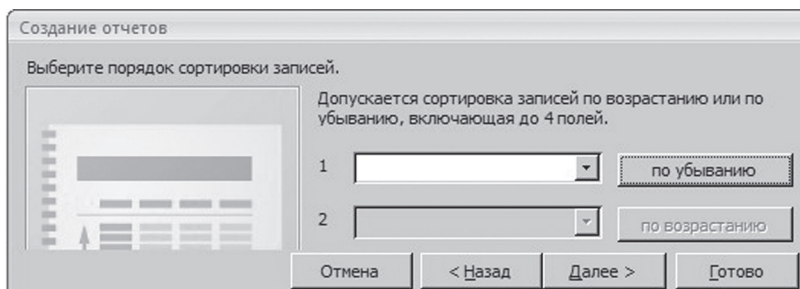 Создание отчетов
Выберите порядок сортировки записей.
Допускается сортировка записей по возрастанию или по
убыванию, включающая до 4 полей.
1 по убыванию
2 по возрастанию
Отмена < Назад Далее > Готово